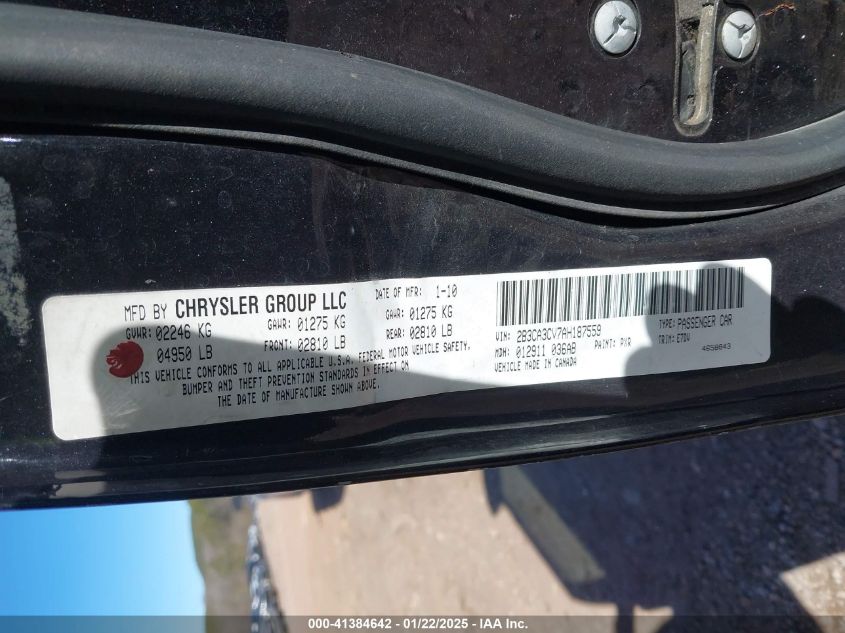 MFD BY CHRYSLER GROUP LLC
DATE OF MFR: 1-10
GVWR: 02246 KG
GAWR: 01275 KG
GAWR: 01275 KG
04950 LB
FRONT: 02810 LB
REAR: 02810 LB
THIS VEHICLE CONFORMS TO ALL APPLICABLE U.S.A. FEDERAL MOTOR VEHICLE SAFETY,
BUMPER AND THEFT PREVENTION STANDARDS IN EFFECT ON
THE DATE OF MANUFACTURE SHOWN ABOVE.
VIN: 2B3CA3CV7AH187559
TYPE: PASSENGER CAR
MDH: 012911 036AB
PAINT: PXR
TRIM: E7DV
VEHICLE MADE IN CANADA
4658843
000-41384642 - 01/22/2025 - IAA Inc.